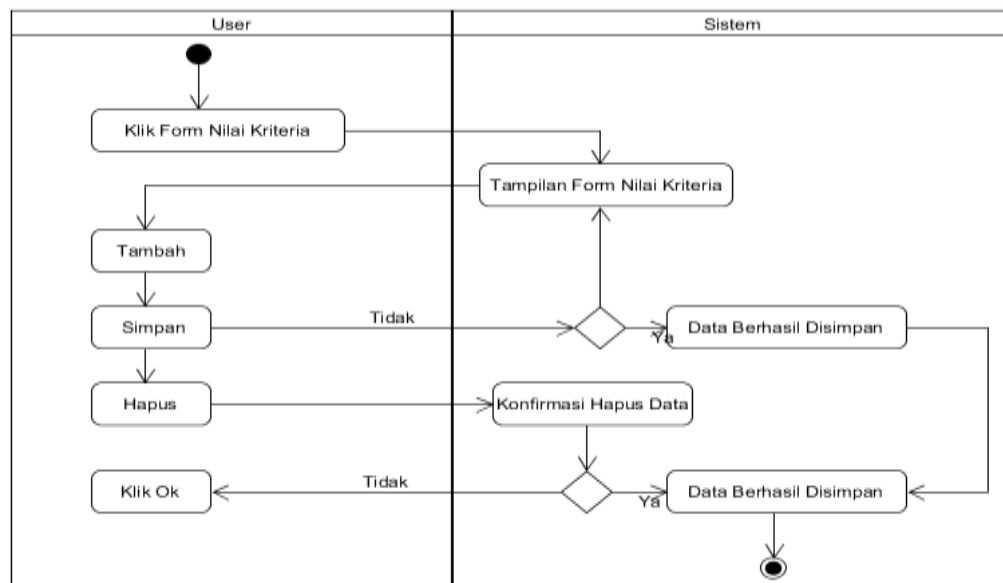 User
Sistem
Klik Form Nilai Kriteria
Tampilan Form Nilai Kriteria
Tambah
Simpan
Tidak
Ya
Data Berhasil Disimpan
Hapus
Konfirmasi Hapus Data
Klik Ok
Tidak
Ya
Data Berhasil Disimpan